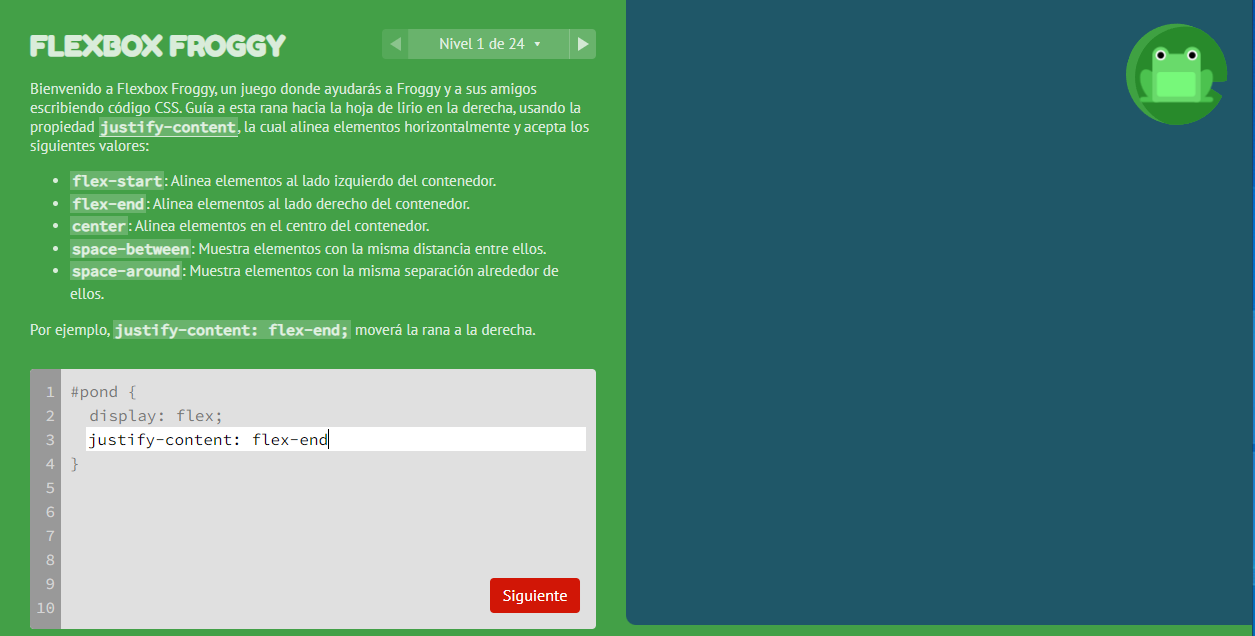 FLEXBOX FROGGY
◀ Nivel 1 de 24 ▾ ▶
Bienvenido a Flexbox Froggy, un juego donde ayudarás a Froggy y a sus amigos
escribiendo código CSS. Guía a esta rana hacia la hoja de lirio en la derecha, usando la
propiedad justify-content, la cual alinea elementos horizontalmente y acepta los
siguientes valores:
• flex-start: Alinea elementos al lado izquierdo del contenedor.
• flex-end: Alinea elementos al lado derecho del contenedor.
• center: Alinea elementos en el centro del contenedor.
• space-between: Muestra elementos con la misma distancia entre ellos.
• space-around: Muestra elementos con la misma separación alrededor de
ellos.
Por ejemplo, justify-content: flex-end; moverá la rana a la derecha.
1 #pond {
2 display: flex;
3 justify-content: flex-end
4 }
5
6
7
8
9
10
Siguiente